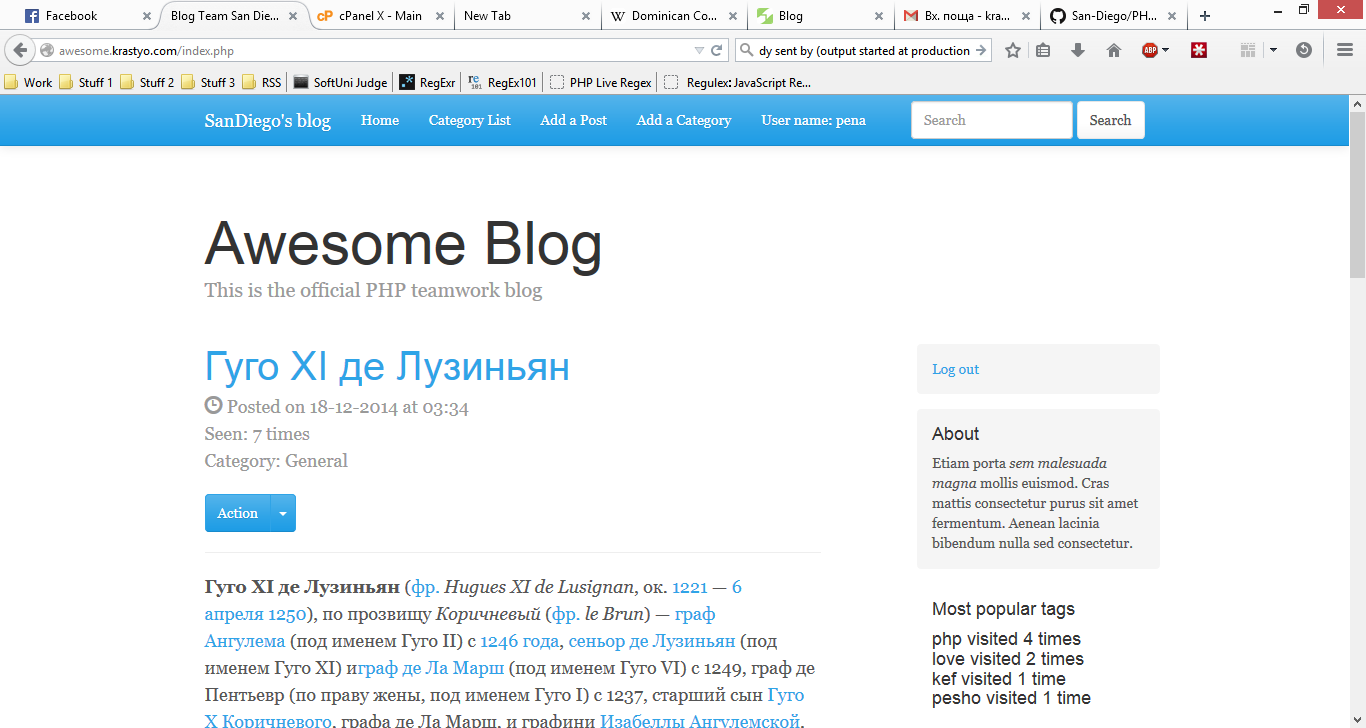 Facebook
Blog Team San Die...
cP cPanel X - Main
New Tab
W Dominican Co...
Blog
Вх. поща - kra...
San-Diego/PH...
awesome.krastyo.com/index.php
dy sent by (output started at production
ABP
Work
Stuff 1
Stuff 2
Stuff 3
RSS
SoftUni Judge
RegExr
re 101 RegEx101
PHP Live Regex
Regulex: JavaScript Re...
SanDiego's blog
Home
Category List
Add a Post
Add a Category
User name: pena
Search
Search
Awesome Blog
This is the official PHP teamwork blog
Гуго XI де Лузиньян
Posted on 18-12-2014 at 03:34
Seen: 7 times
Category: General
Action
Гуго XI де Лузиньян (фр. Hugues XI de Lusignan, ок. 1221 — 6
апреля 1250), по прозвищу Коричневый (фр. le Brun) — граф
Ангулема (под именем Гуго II) с 1246 года, сеньор де Лузиньян (под
именем Гуго XI) играф де Ла Марш (под именем Гуго VI) с 1249, граф де
Пентьевр (по праву жены, под именем Гуго I) с 1237, старший сын Гуго
X Коричневого, графа де Ла Марш, и графини Изабеллы Ангулемской,
Log out
About
Etiam porta sem malesuada
magna mollis euismod. Cras
mattis consectetur purus sit amet
fermentum. Aenean lacinia
bibendum nulla sed consectetur.
Most popular tags
php visited 4 times
love visited 2 times
kef visited 1 time
pesho visited 1 time